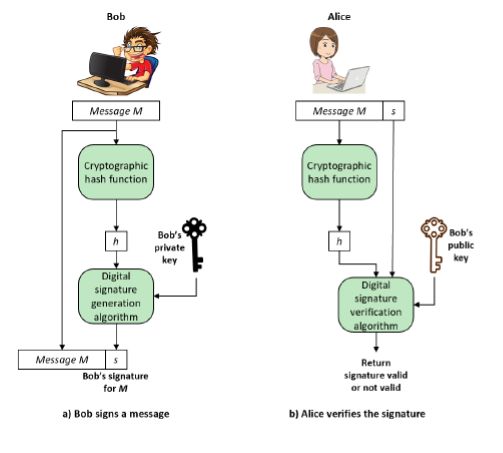 Bob
Message M
Cryptographic
hash function
h
Bob's
private
key
Digital
signature
generation
algorithm
Message M s
Bob's signature
for M
a) Bob signs a message
Alice
Message M s
Cryptographic
hash function
h
Bob's
public
key
Digital
signature
verification
algorithm
Return
signature valid
or not valid
b) Alice verifies the signature